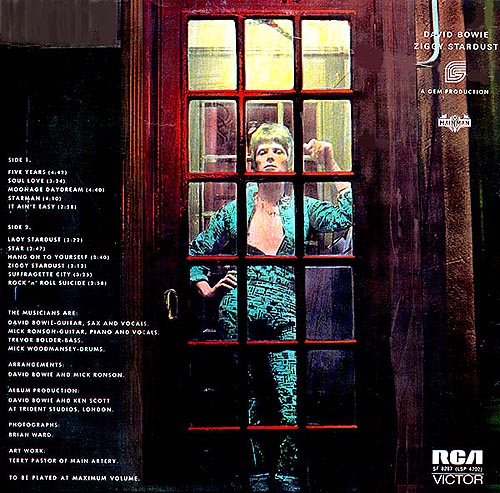 DAVID BOWIE
ZIGGY STARDUST
G
A GEM PRODUCTION
MAINMAN
SIDE 1.
FIVE YEARS (4:42)
SOUL LOVE (3:34)
MOONAGE DAYDREAM (4:40)
STARMAN (4:10)
IT AIN'T EASY (2:58)
SIDE 2.
LADY STARDUST (3:22)
STAR (2:47)
HANG ON TO YOURSELF (2:40)
ZIGGY STARDUST (3:13)
SUFFRAGETTE CITY (3:25)
ROCK 'n' ROLL SUICIDE (2:58)
THE MUSICIANS ARE:
DAVID BOWIE-GUITAR, SAX AND VOCALS.
MICK RONSON-GUITAR, PIANO AND VOCALS.
TREVOR BOLDER-BASS.
MICK WOODMANSEY-DRUMS.
ARRANGEMENTS:
DAVID BOWIE AND MICK RONSON.
ALBUM PRODUCTION:
DAVID BOWIE AND KEN SCOTT
AT TRIDENT STUDIOS, LONDON.
PHOTOGRAPHS:
BRIAN WARD.
ART WORK:
TERRY PASTOR OF MAIN ARTERY.
TO BE PLAYED AT MAXIMUM VOLUME.
RCA
SF 8287 (LSP 4702)
VICTOR